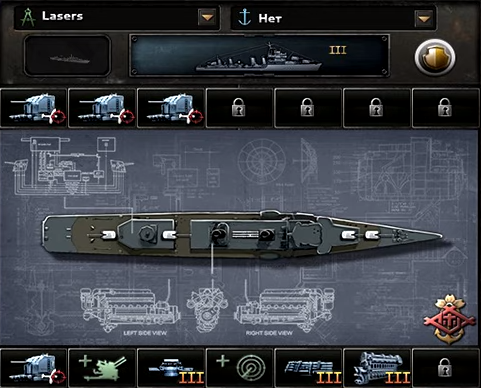 Lasers
Нет
III
LEFT SIDE VIEW
RIGHT SIDE VIEW
III
III
III